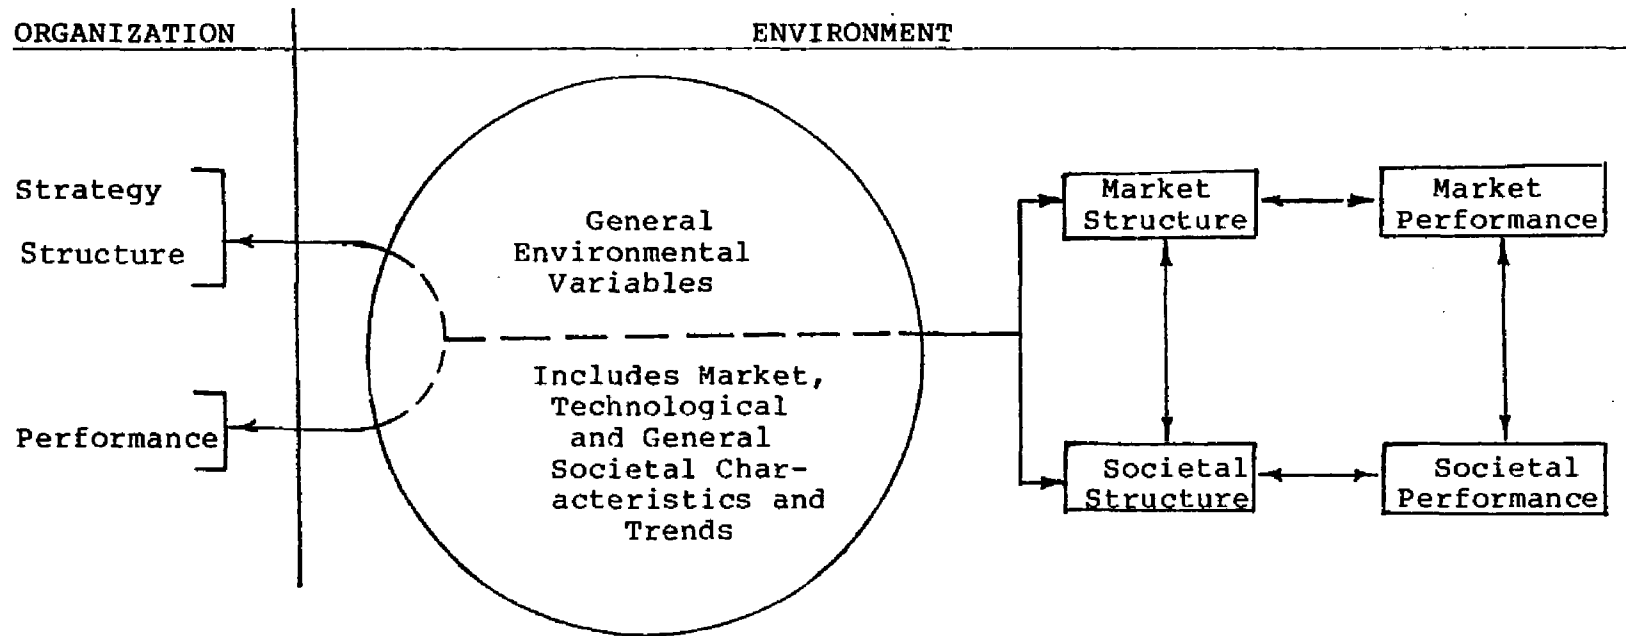 ORGANIZATION
ENVIRONMENT
Strategy
Structure
Performance
General
Environmental
Variables
Includes Market,
Technological
and General
Societal Char-
acteristics and
Trends
Market
Structure
Market
Performance
Societal
Structure
Societal
Performance